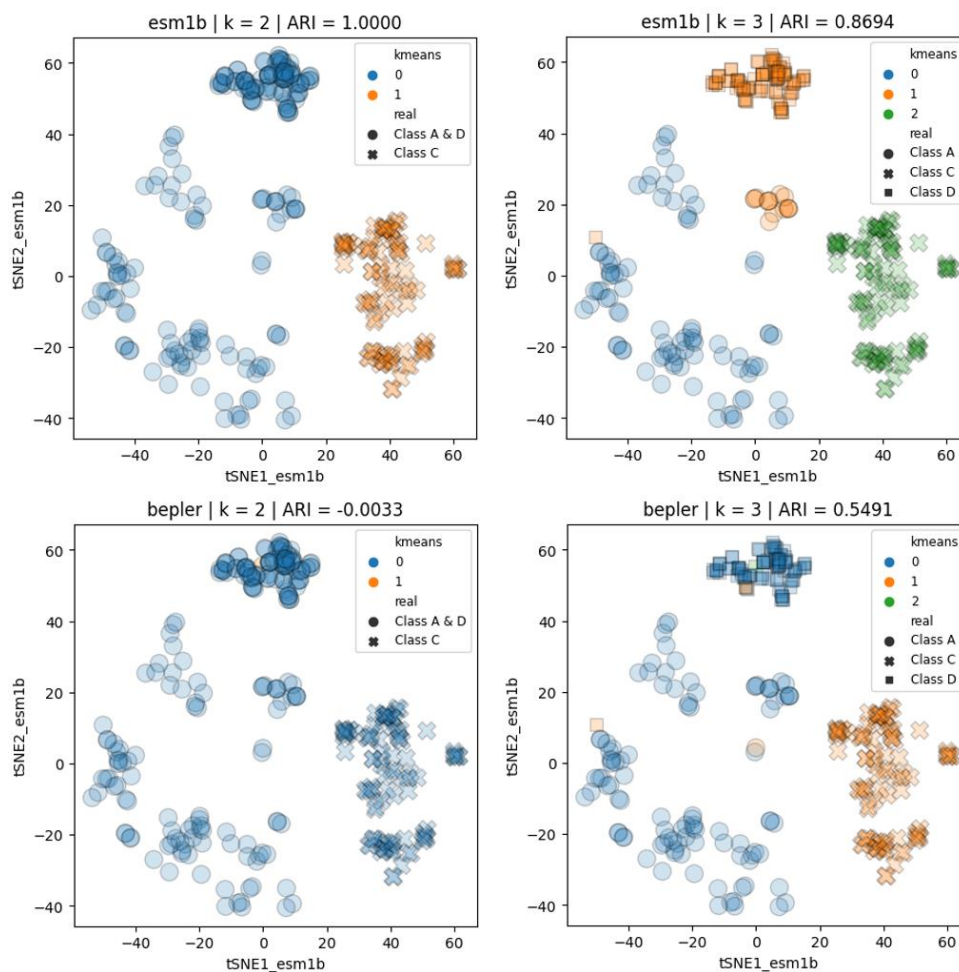 esm1b | k = 2 | ARI = 1.0000
tSNE2_esm1b
60
40
20
0
−20
−40
−40
−20
0
20
40
60
tSNE1_esm1b
kmeans
0
1
real
Class A & D
Class C
esm1b | k = 3 | ARI = 0.8694
tSNE2_esm1b
60
40
20
0
−20
−40
−40
−20
0
20
40
60
tSNE1_esm1b
kmeans
0
1
2
real
Class A
Class C
Class D
bepler | k = 2 | ARI = -0.0033
tSNE2_esm1b
60
40
20
0
−20
−40
−40
−20
0
20
40
60
tSNE1_esm1b
kmeans
0
1
real
Class A & D
Class C
bepler | k = 3 | ARI = 0.5491
tSNE2_esm1b
60
40
20
0
−20
−40
−40
−20
0
20
40
60
tSNE1_esm1b
kmeans
0
1
2
real
Class A
Class C
Class D